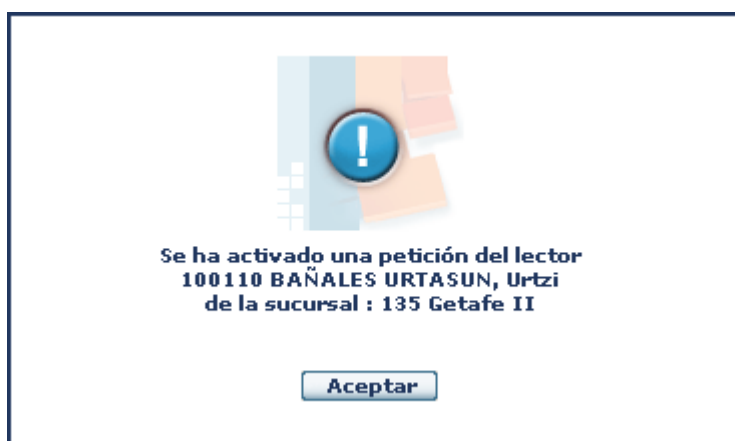 !
Se ha activado una petición del lector
100110 BAÑALES URTASUN, Urtzi
de la sucursal : 135 Getafe II
Aceptar